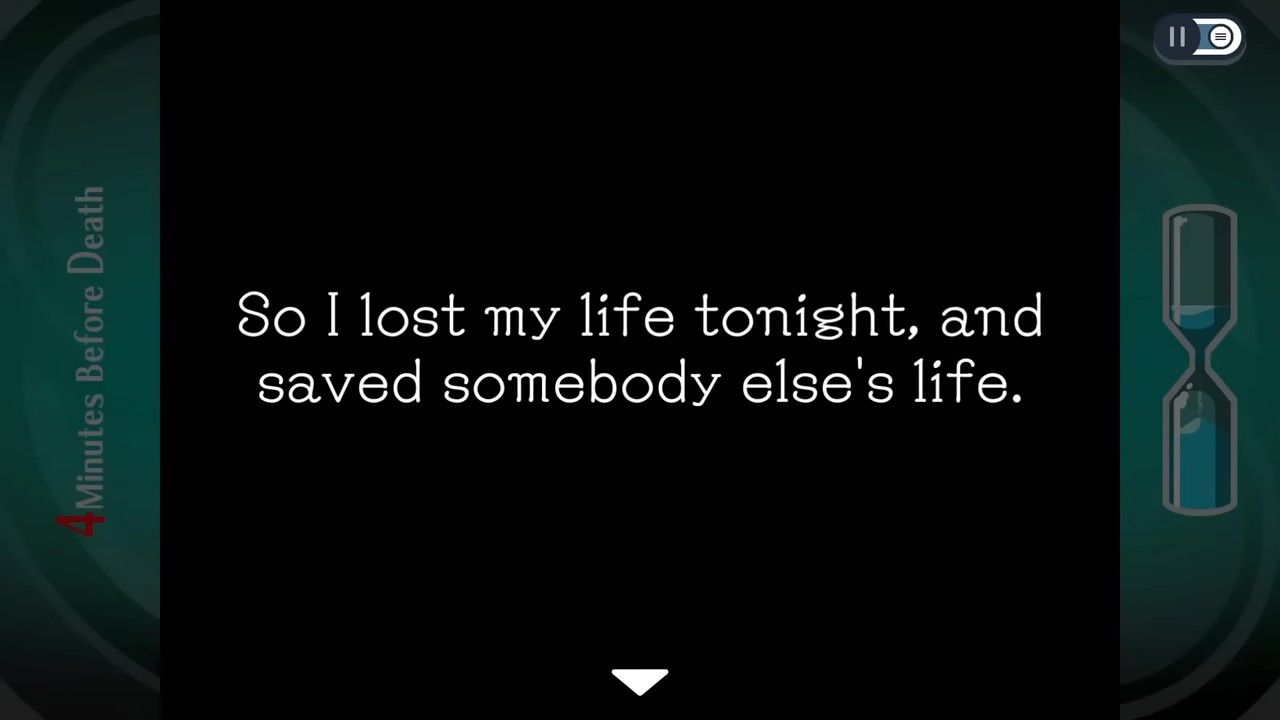 4 Minutes Before Death
So I lost my life tonight, and
saved somebody else's life.